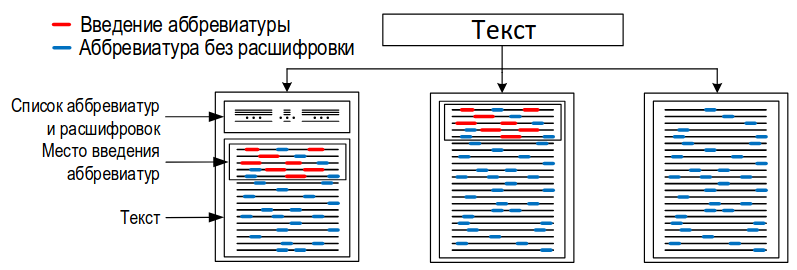 Введение аббревиатуры
Аббревиатура без расшифровки
Текст
Список аббревиатур
и расшифровок
Место введения
аббревиатур
Текст